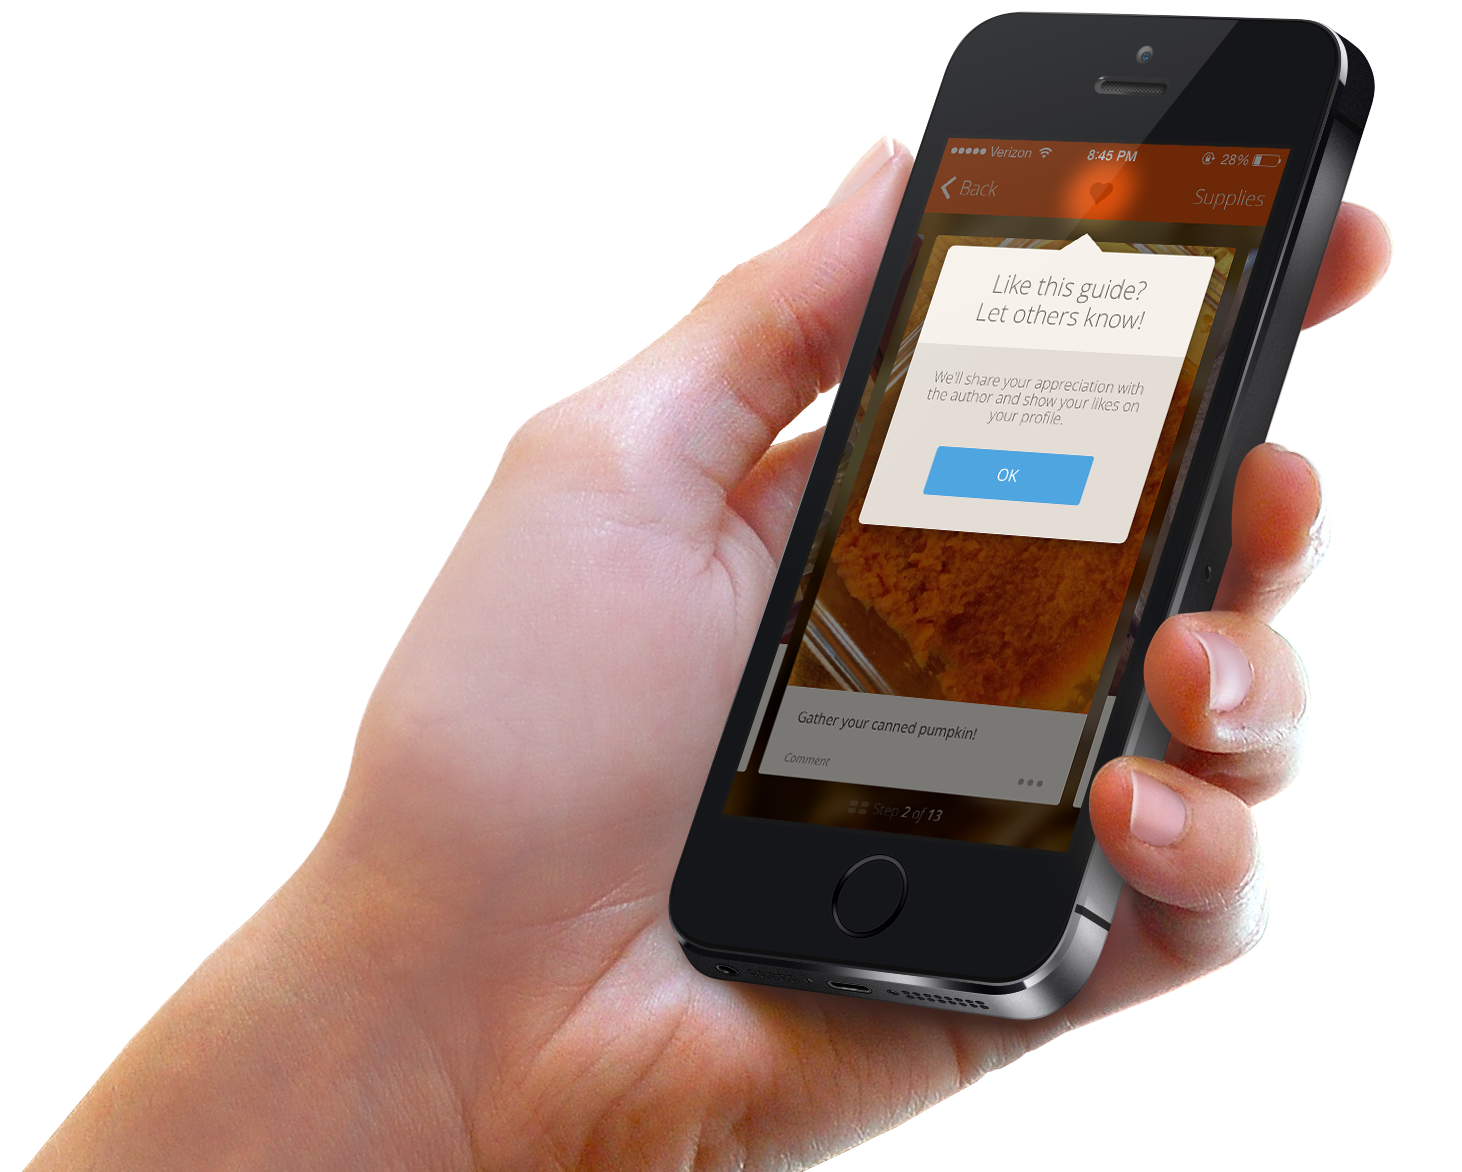 Verizon 8:45 PM 28%
Back Supplies
Like this guide?
Let others know!
We'll share your appreciation with
the author and show your likes on
your profile.
OK
Gather your canned pumpkin!
Comment
Step 2 of 13